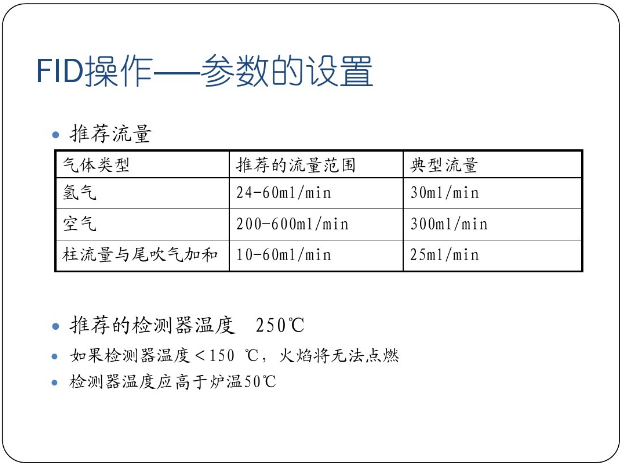 FID操作——参数的设置
推荐流量
气体类型 推荐的流量范围 典型流量
氢气 24-60ml/min 30ml/min
空气 200-600ml/min 300ml/min
柱流量与尾吹气加和 10-60ml/min 25ml/min
推荐的检测器温度 250℃
如果检测器温度<150 ℃，火焰将无法点燃
检测器温度应高于炉温50℃